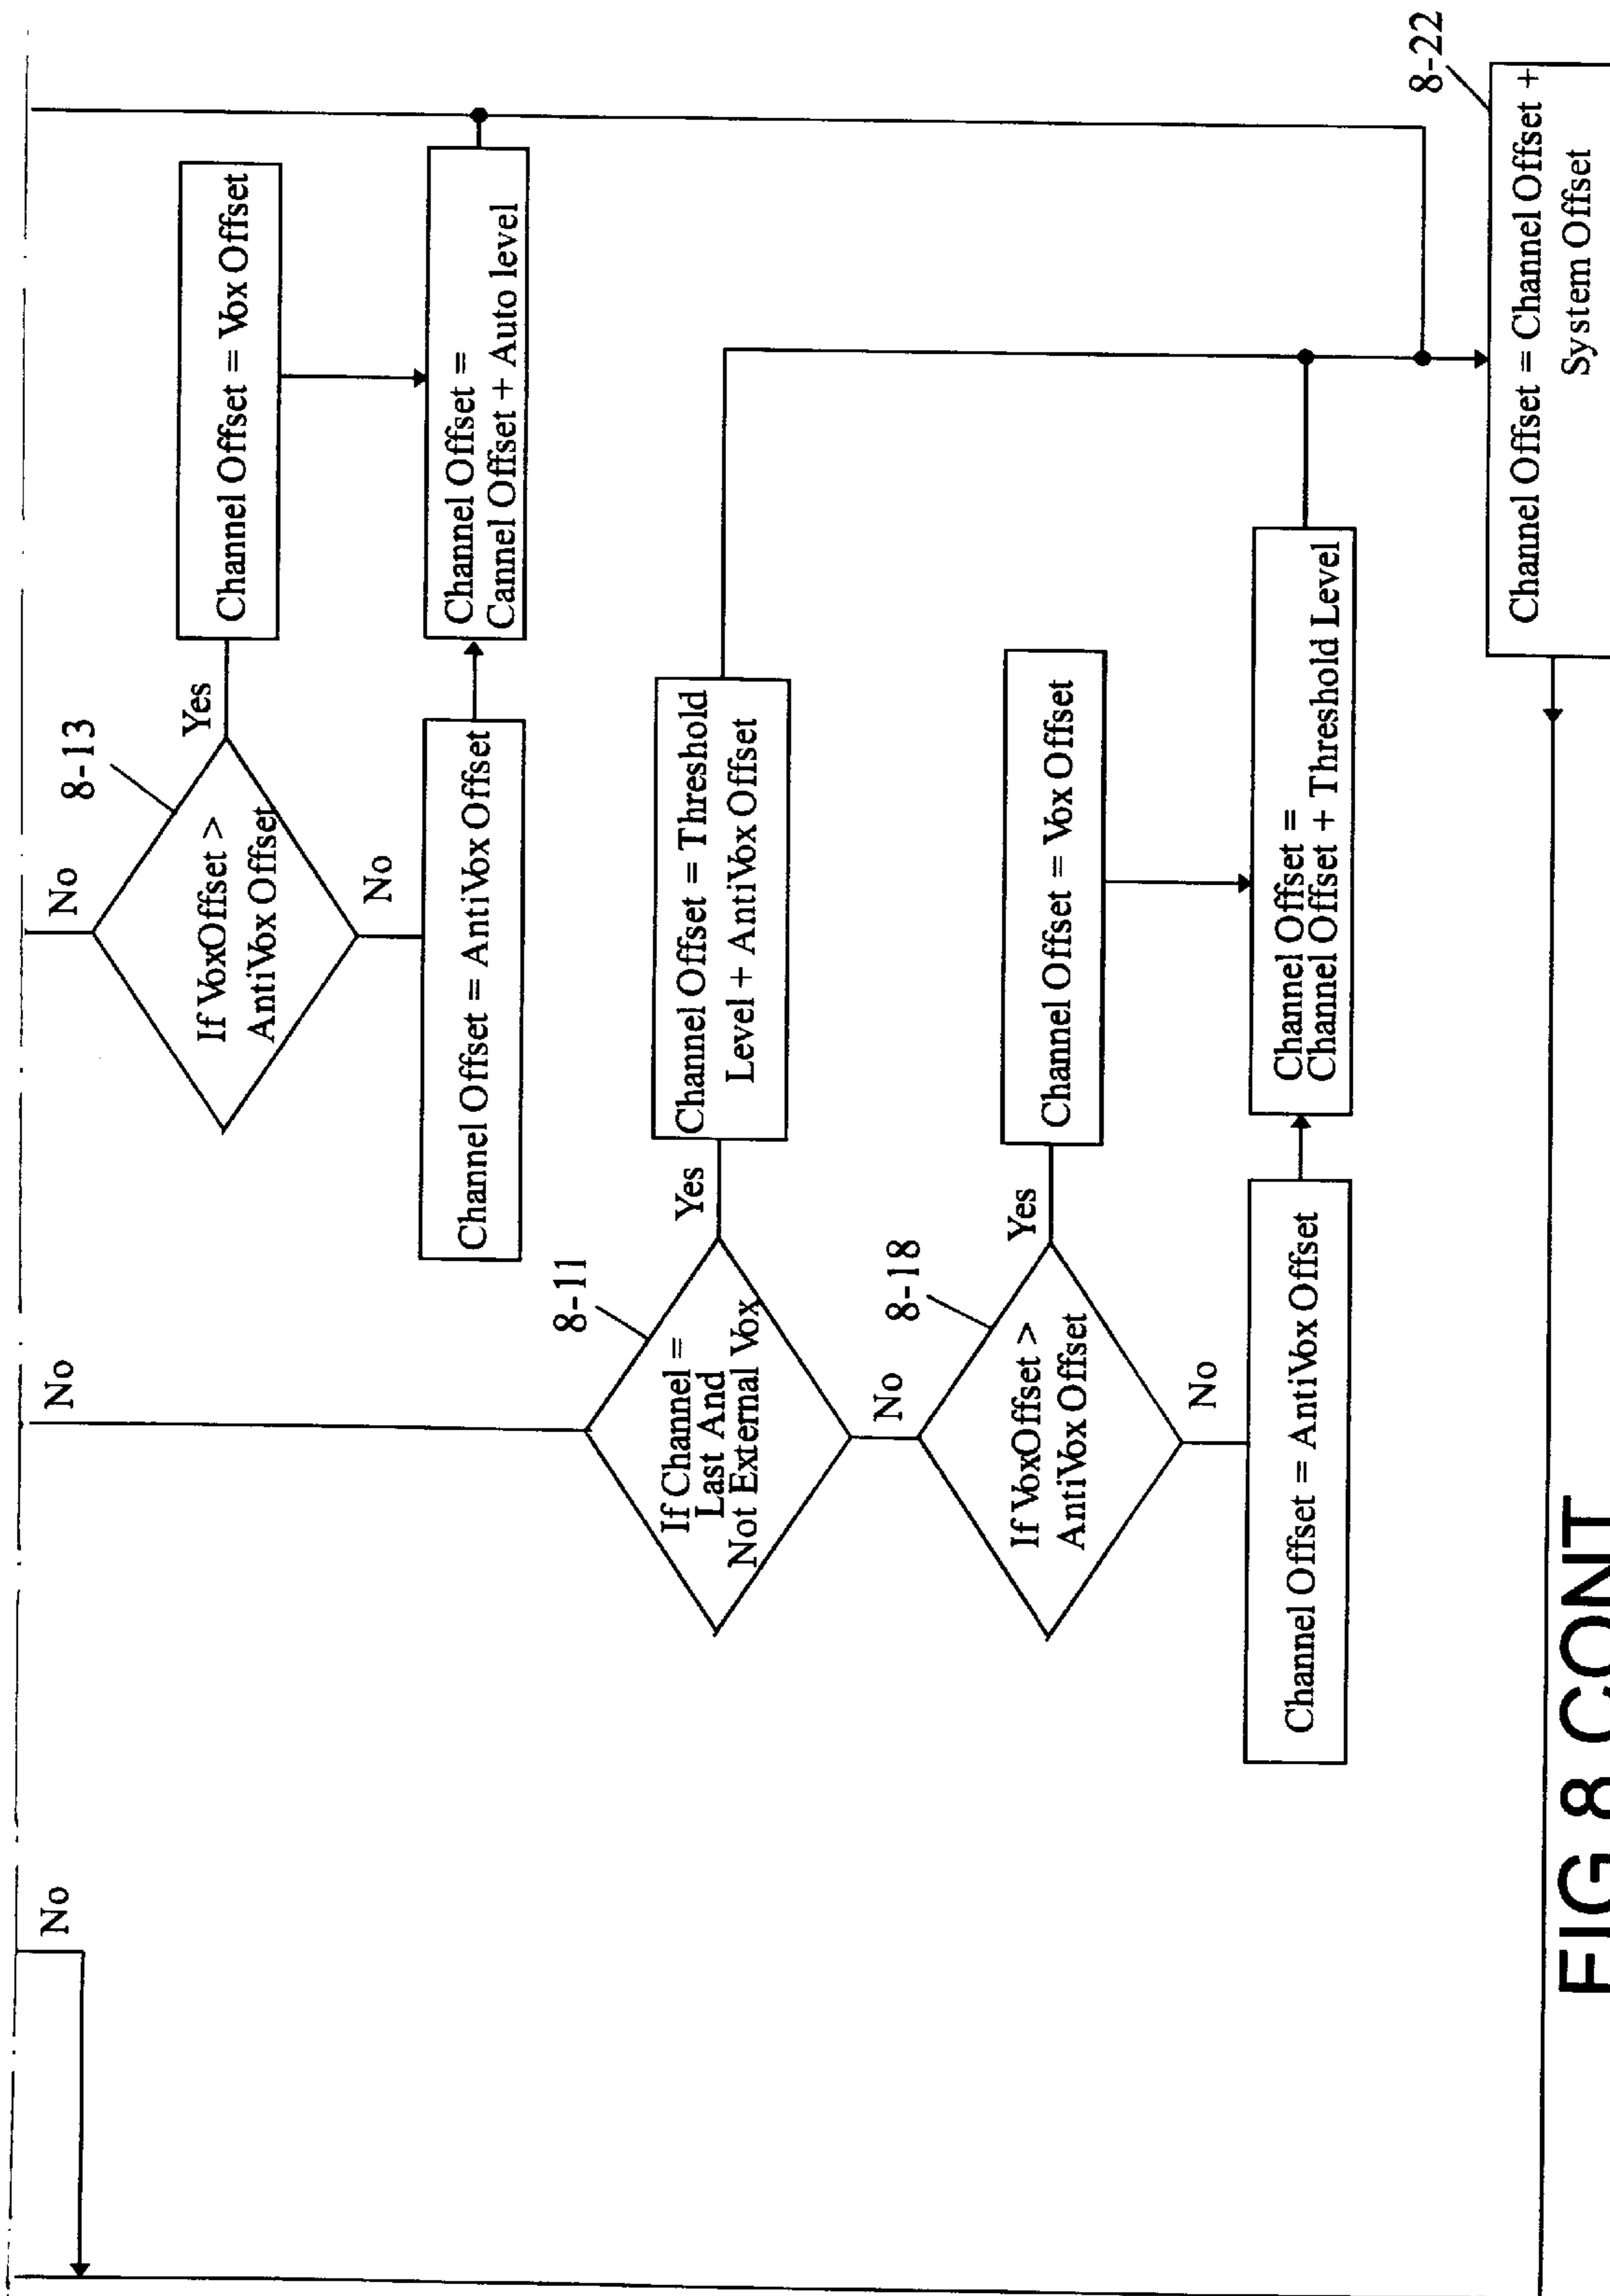 No
8-13
If VoxOffset >
AntiVox Offset
Yes
Channel Offset = Vox Offset
No
Channel Offset = AntiVox Offset
Channel Offset =
Cannel Offset + Auto level
No
8-11
If Channel =
Last And
Not External Vox
Yes
Channel Offset = Threshold
Level + AntiVox Offset
No
8-18
If VoxOffset >
AntiVox Offset
Yes
Channel Offset = Vox Offset
No
Channel Offset = AntiVox Offset
Channel Offset =
Channel Offset + Threshold Level
No
8-22
Channel Offset = Channel Offset +
System Offset
FIG 8 CONT